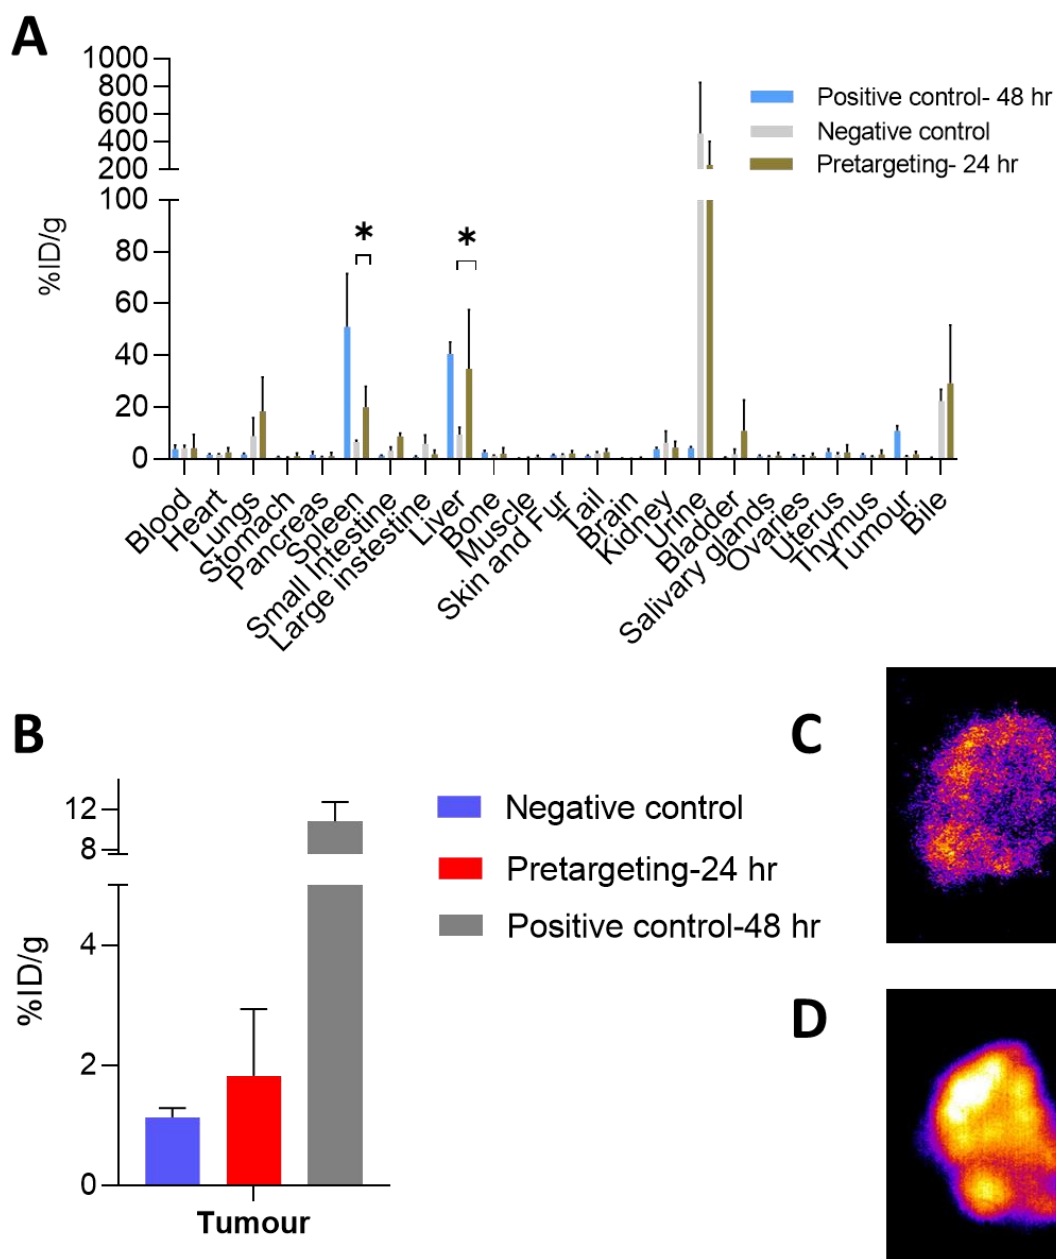 A
1000
800
600
400
200
100
80
60
40
20
0
%ID/g
Positive control- 48 hr
Negative control
Pretargeting- 24 hr
*
*
Blood
Heart
Lungs
Stomach
Pancreas
Spleen
Small Intestine
Large instestine
Liver
Bone
Muscle
Skin and Fur
Tail
Brain
Kidney
Urine
Bladder
Salivary glands
Ovaries
Uterus
Thymus
Tumour
Bile
B
12
8
4
2
0
%ID/g
Tumour
Negative control
Pretargeting-24 hr
Positive control-48 hr
C
D